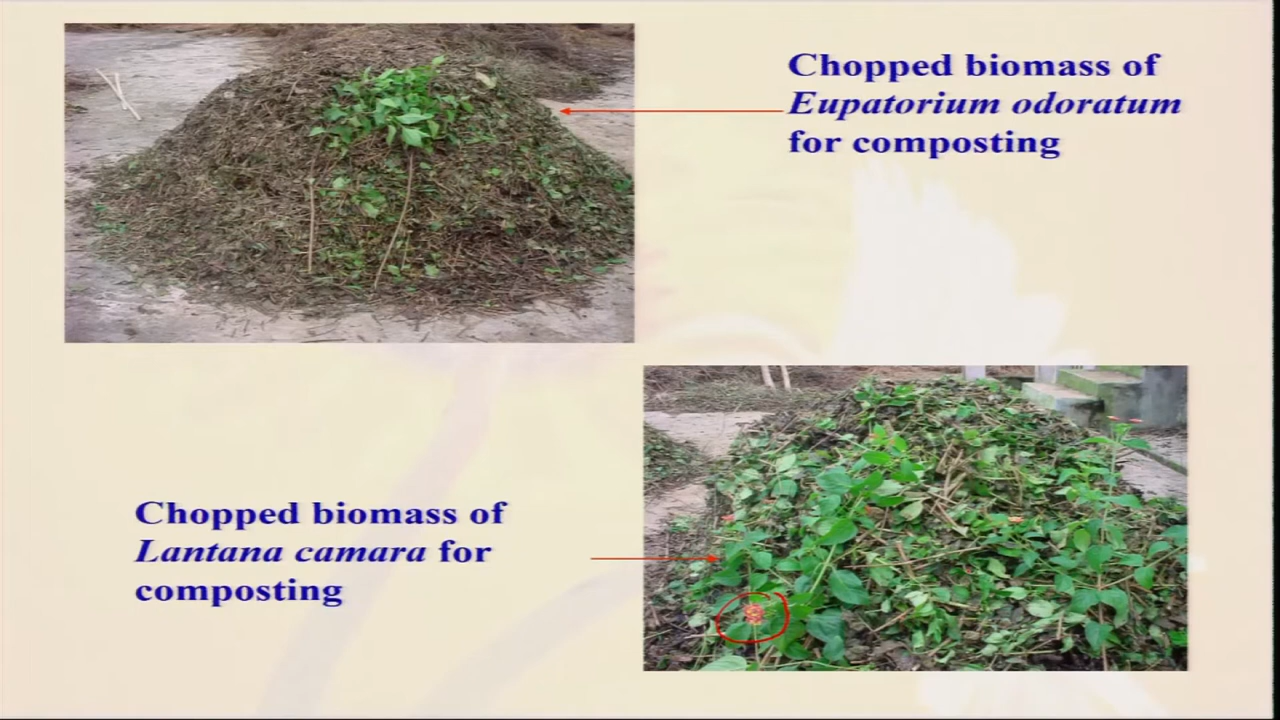 Chopped biomass of
Eupatorium odoratum
for composting
Chopped biomass of
Lantana camara for
composting